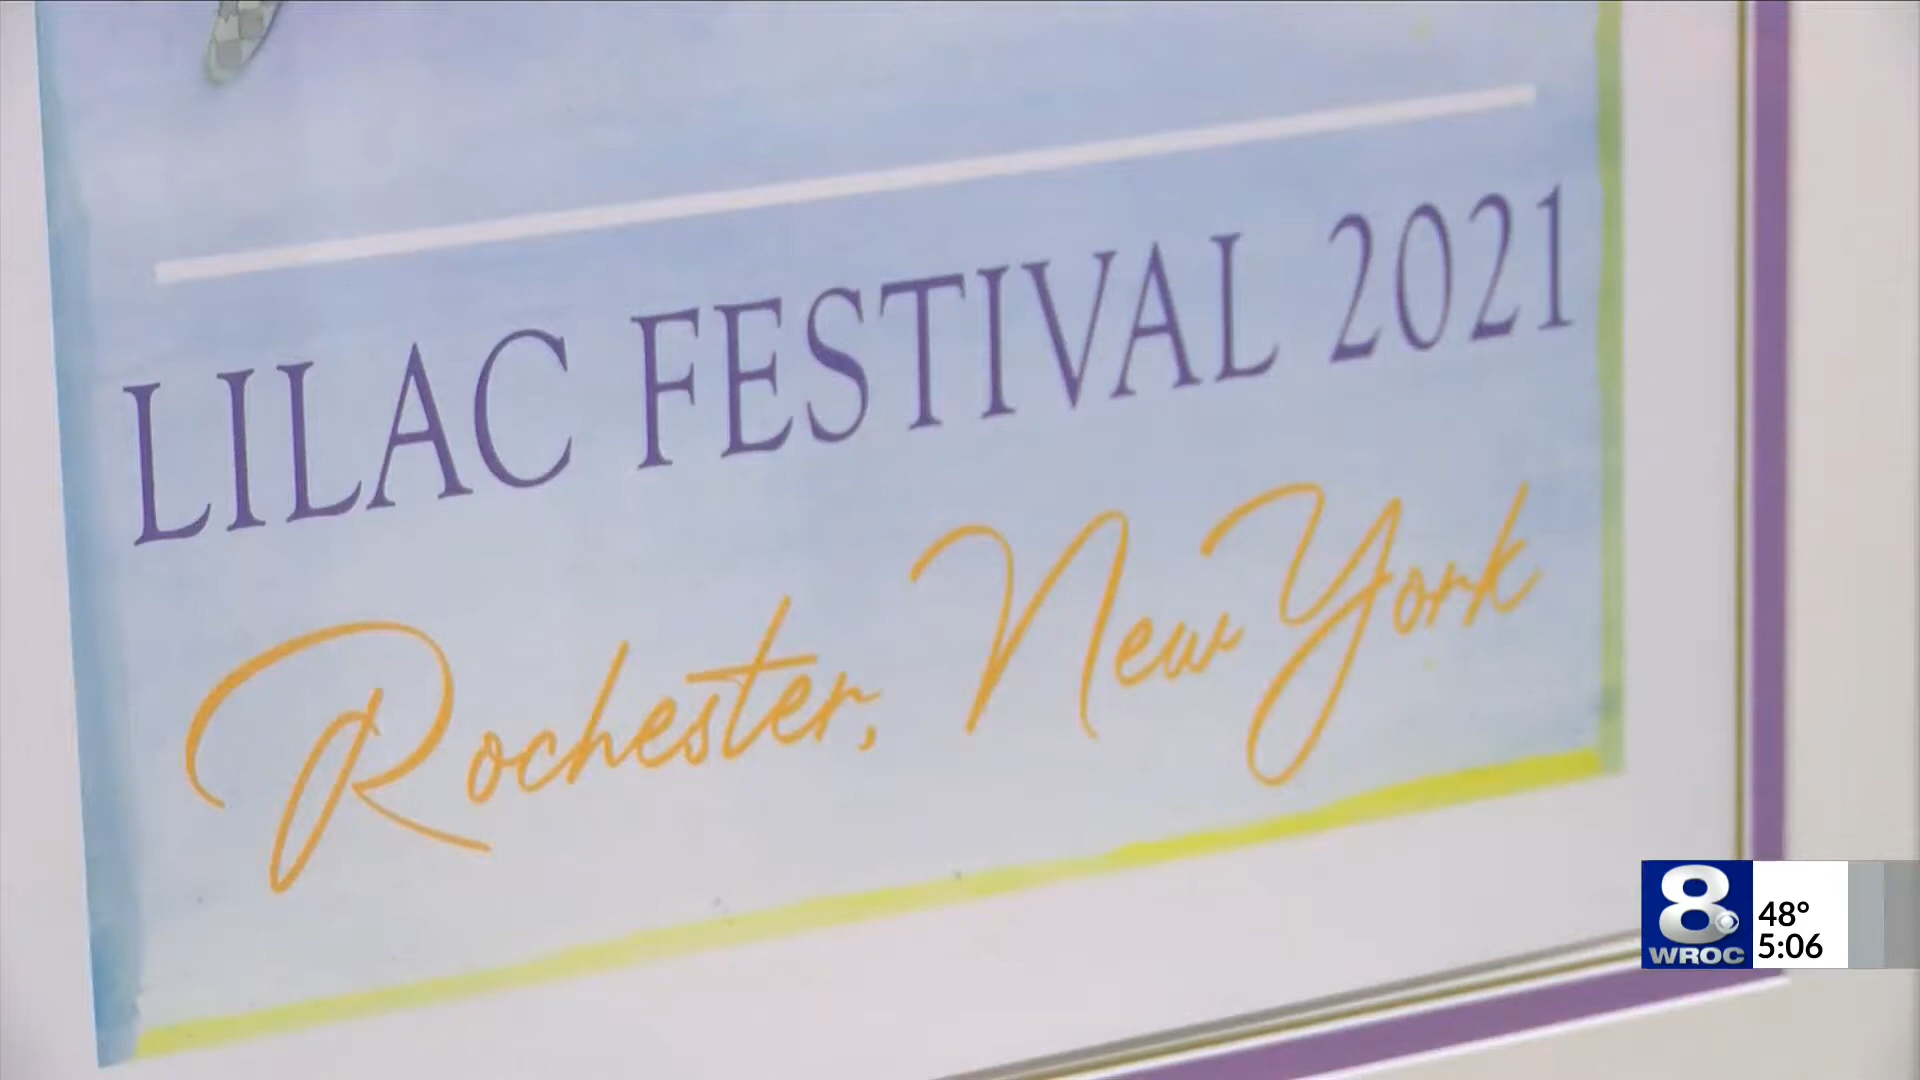 LILAC FESTIVAL 2021
Rochester, New York
8
WROC
48°
5:06